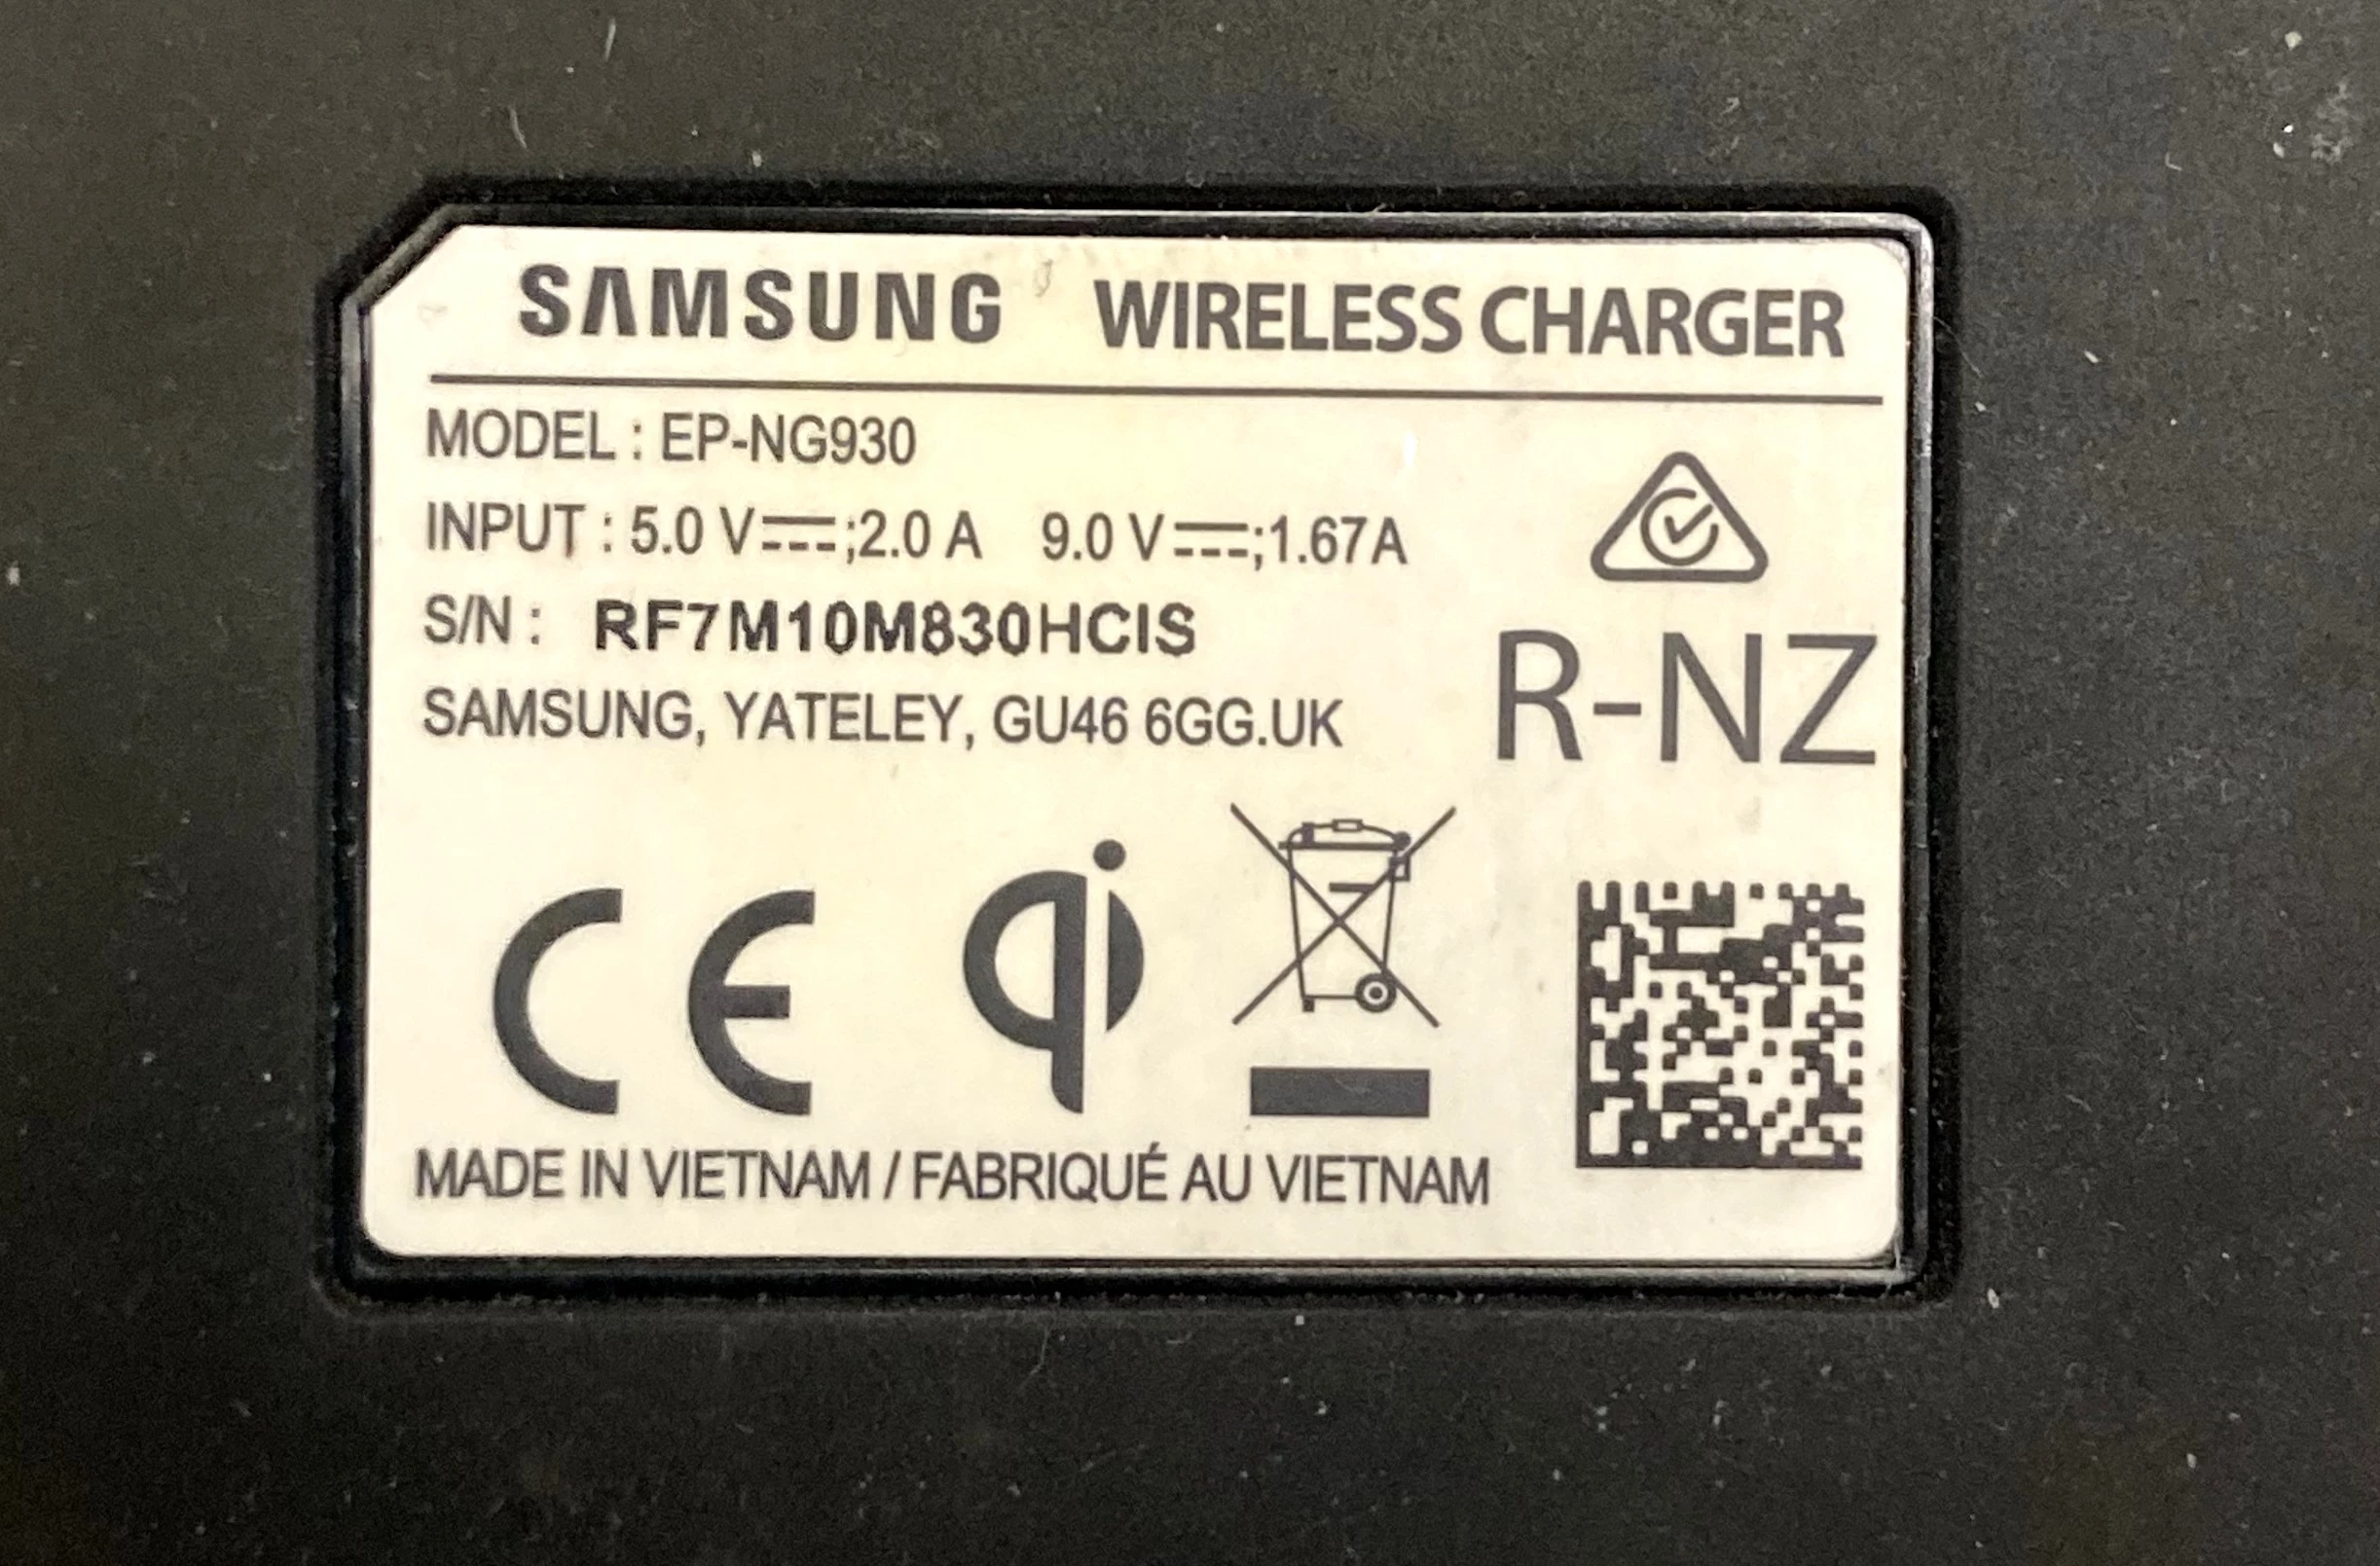 SAMSUNG WIRELESS CHARGER
MODEL : EP-NG930
INPUT : 5.0 V⎓;2.0 A 9.0 V⎓;1.67A
S/N : RF7M10M830HCIS
SAMSUNG, YATELEY, GU46 6GG.UK
R-NZ
CE qi
MADE IN VIETNAM / FABRIQUÉ AU VIETNAM